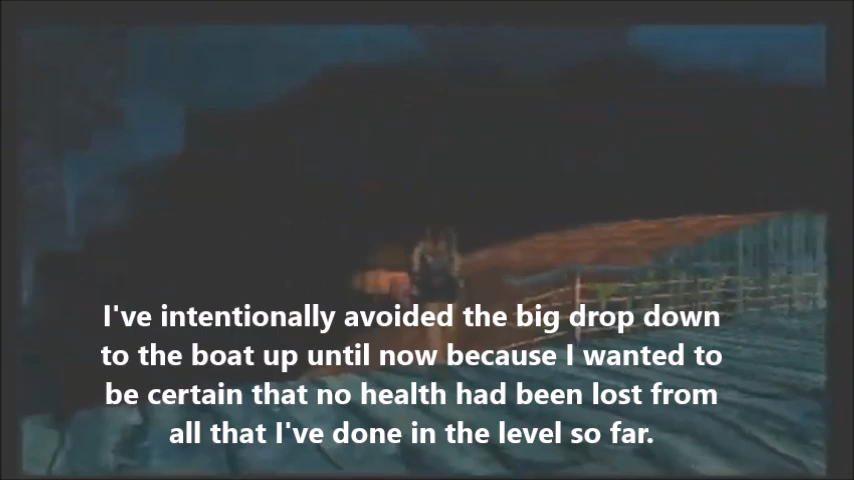 I've intentionally avoided the big drop down
to the boat up until now because I wanted to
be certain that no health had been lost from
all that I've done in the level so far.